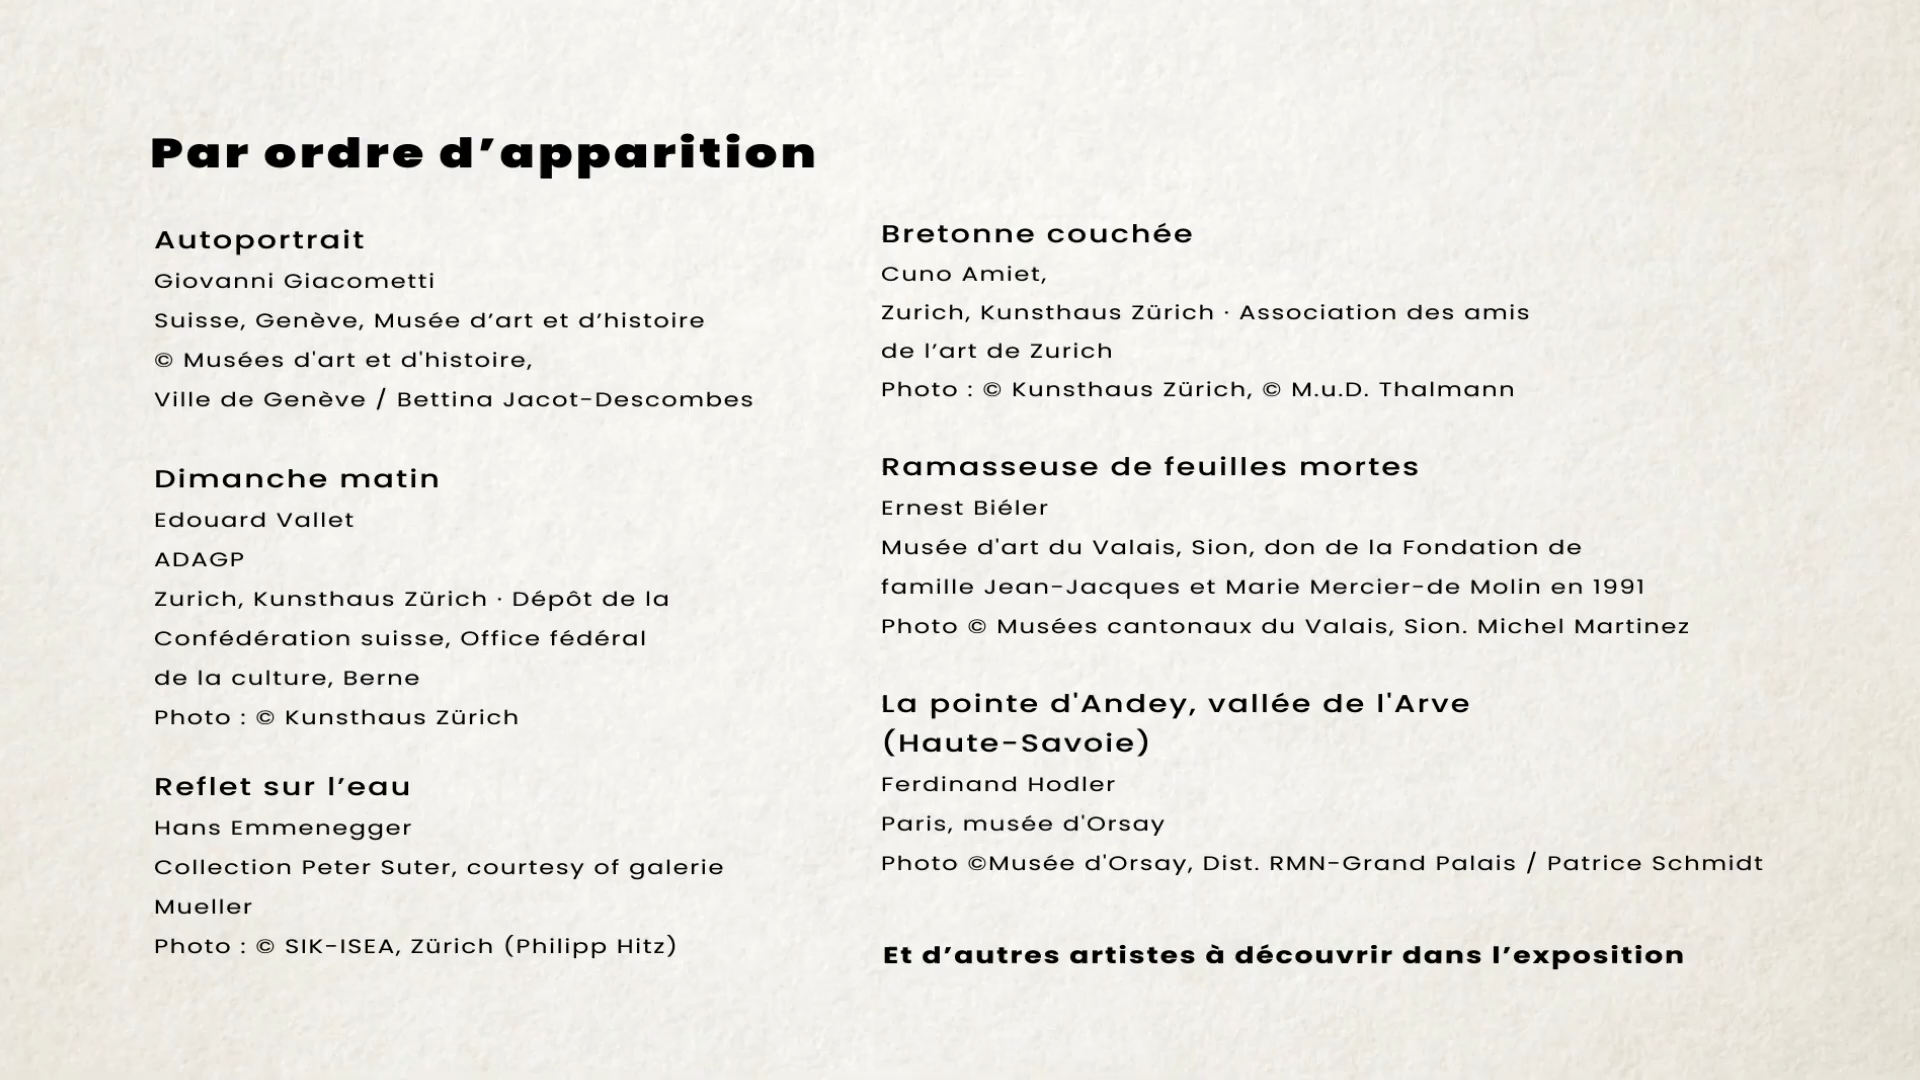 Par ordre d’apparition
Autoportrait
Giovanni Giacometti
Suisse, Genève, Musée d’art et d’histoire
© Musées d'art et d'histoire,
Ville de Genève / Bettina Jacot-Descombes
Dimanche matin
Edouard Vallet
ADAGP
Zurich, Kunsthaus Zürich · Dépôt de la
Confédération suisse, Office fédéral
de la culture, Berne
Photo : © Kunsthaus Zürich
Reflet sur l’eau
Hans Emmenegger
Collection Peter Suter, courtesy of galerie
Mueller
Photo : © SIK-ISEA, Zürich (Philipp Hitz)
Bretonne couchée
Cuno Amiet,
Zurich, Kunsthaus Zürich · Association des amis
de l’art de Zurich
Photo : © Kunsthaus Zürich, © M.u.D. Thalmann
Ramasseuse de feuilles mortes
Ernest Biéler
Musée d'art du Valais, Sion, don de la Fondation de
famille Jean-Jacques et Marie Mercier-de Molin en 1991
Photo © Musées cantonaux du Valais, Sion. Michel Martinez
La pointe d'Andey, vallée de l'Arve
(Haute-Savoie)
Ferdinand Hodler
Paris, musée d'Orsay
Photo ©Musée d'Orsay, Dist. RMN-Grand Palais / Patrice Schmidt
Et d’autres artistes à découvrir dans l’exposition